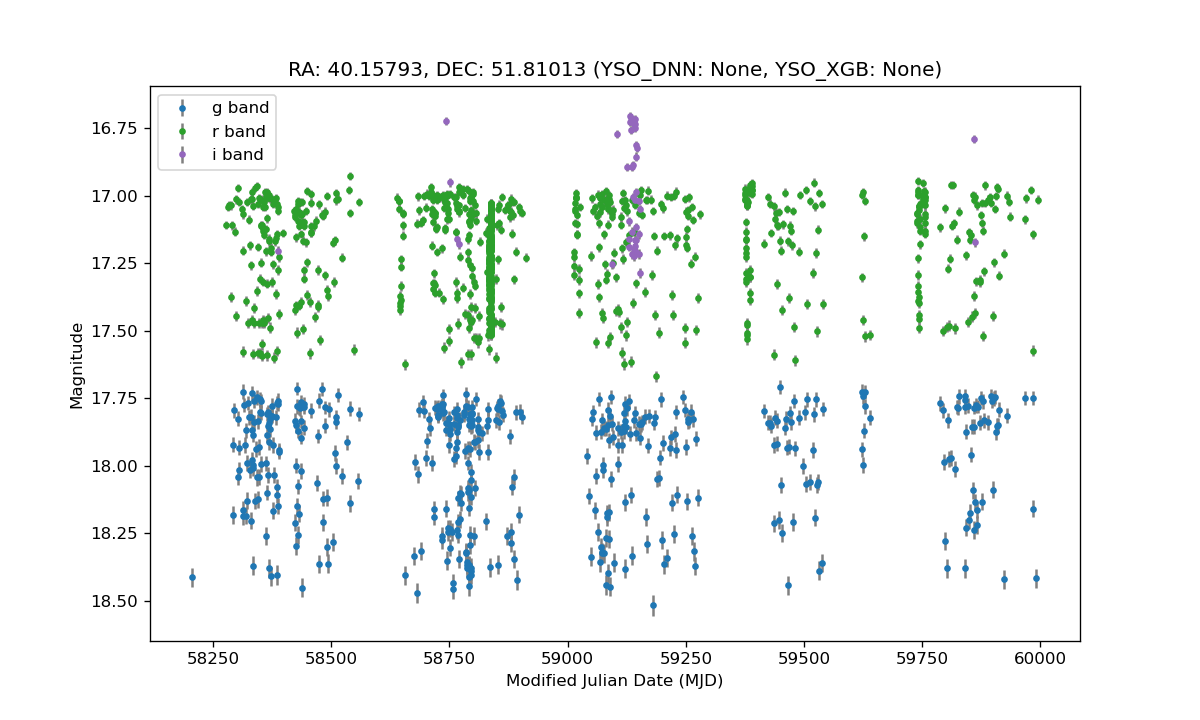 RA: 40.15793, DEC: 51.81013 (YSO_DNN: None, YSO_XGB: None)
g band
r band
i band
16.75
17.00
17.25
17.50
17.75
18.00
18.25
18.50
Magnitude
58250 58500 58750 59000 59250 59500 59750 60000
Modified Julian Date (MJD)